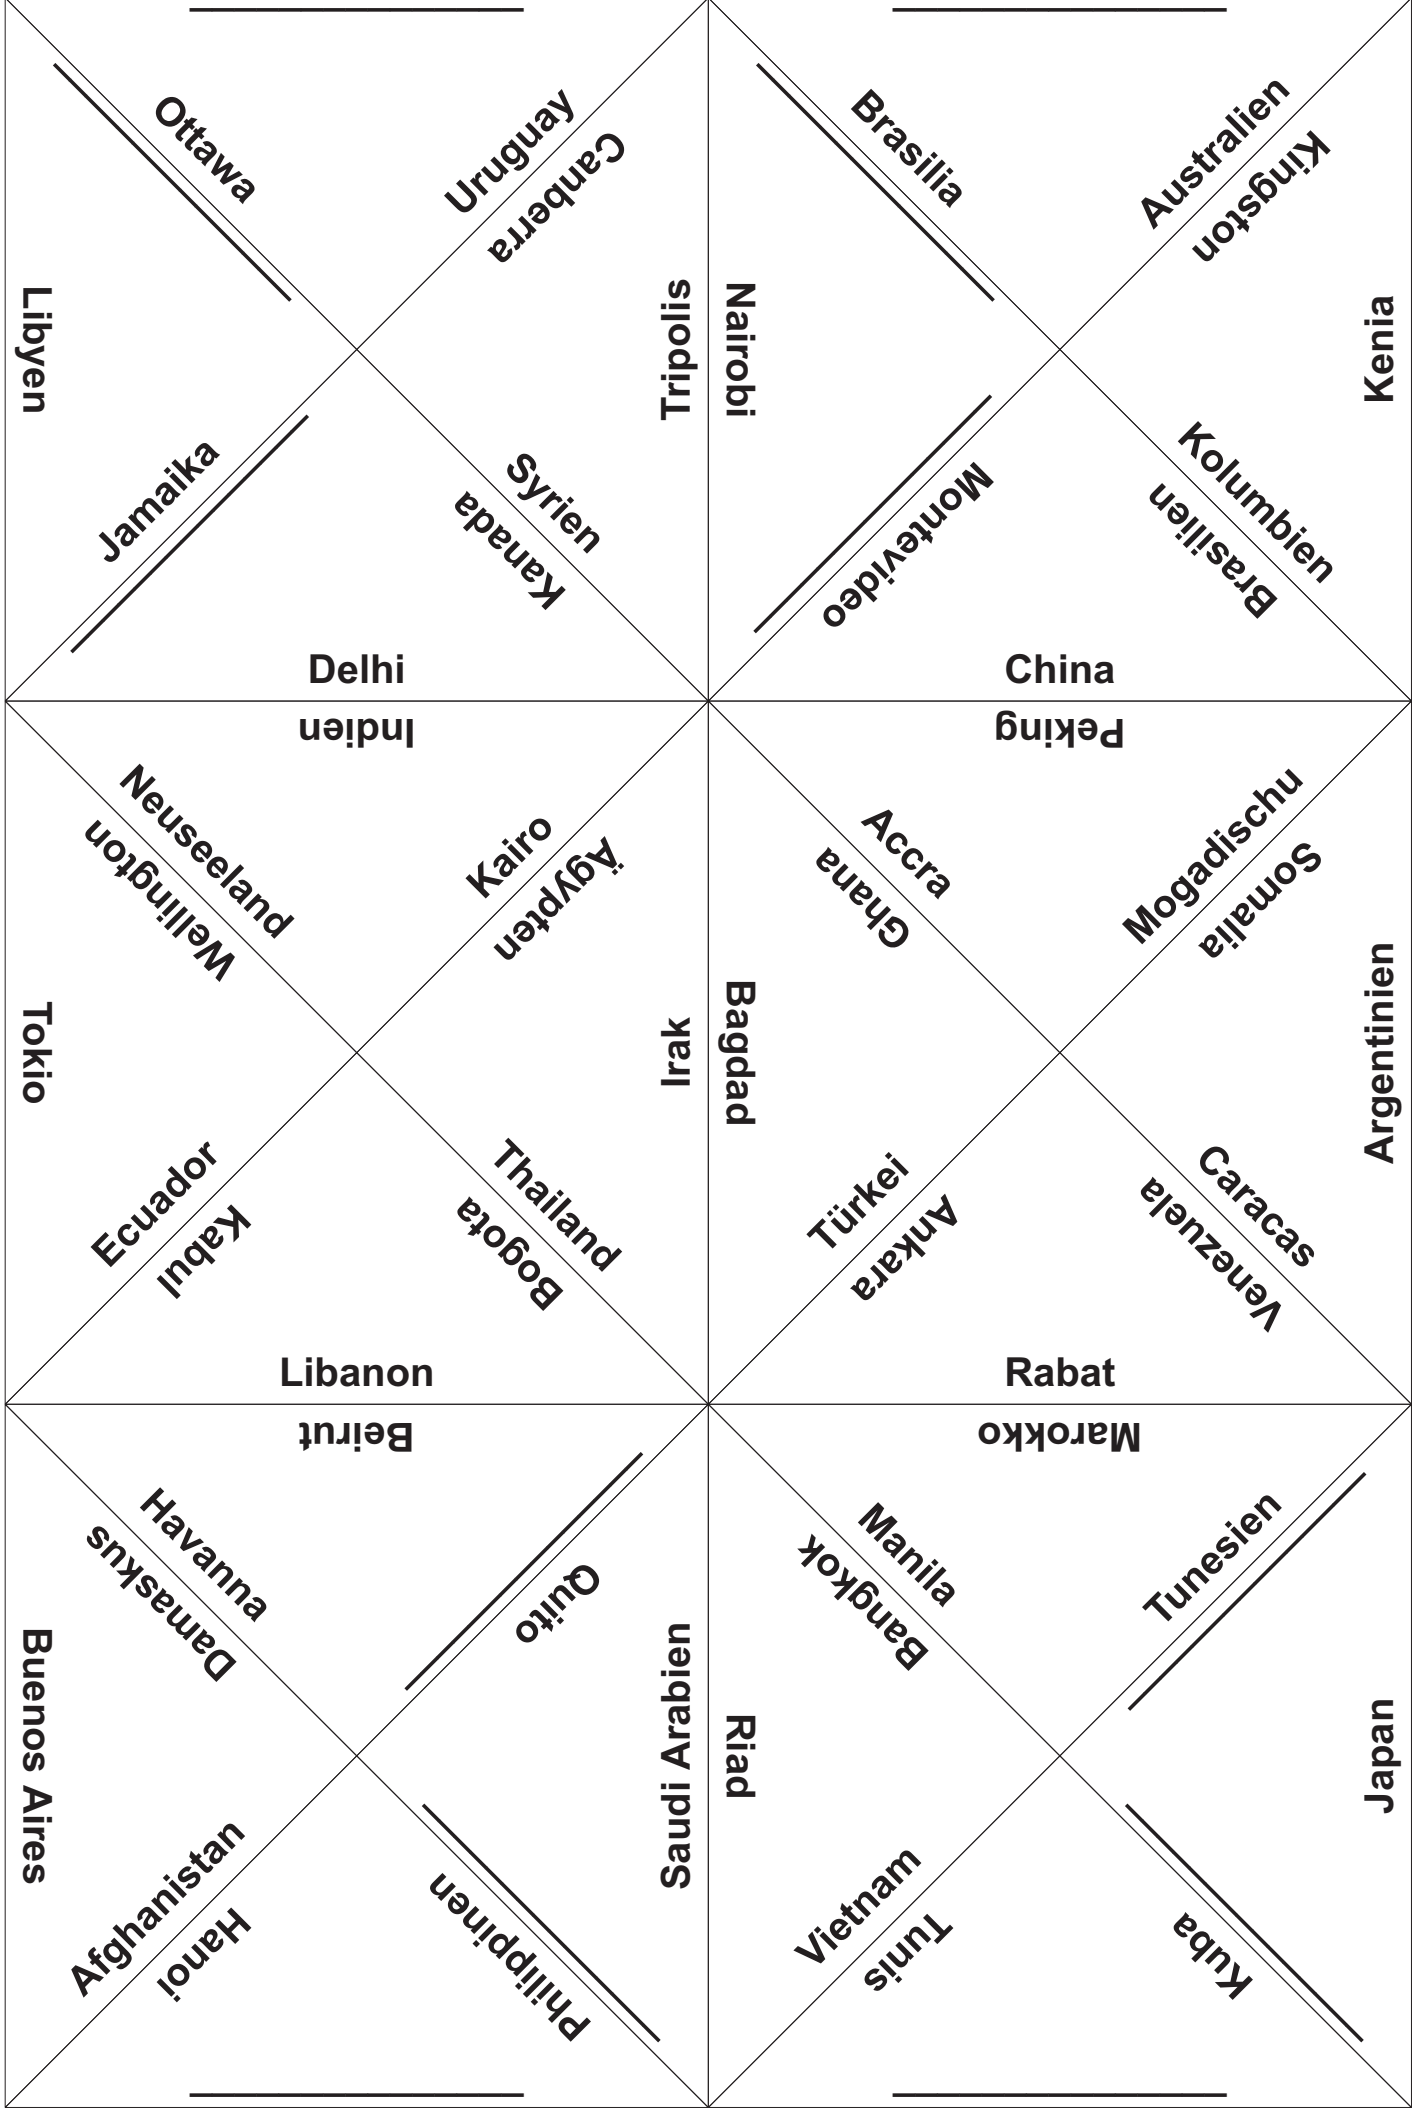 Ottawa
Uruguay
Canberra
Libyen
Tripolis
Jamaika
Syrien
Kanada
Delhi
Brasilia
Australien
Kingston
Nairobi
Kenia
Montevideo
Kolumbien
Brasilien
China
Indien
Neuseeland
Wellington
Kairo
Ägypten
Tokio
Irak
Ecuador
Kabul
Thailand
Bogota
Libanon
Peking
Accra
Ghana
Mogadischu
Somalia
Bagdad
Argentinien
Türkei
Ankara
Caracas
Venezuela
Rabat
Beirut
Havanna
Damaskus
Quito
Buenos Aires
Saudi Arabien
Afghanistan
Hanoi
Philippinen
Marokko
Manila
Bangkok
Tunesien
Riad
Japan
Vietnam
Tunis
Kuba